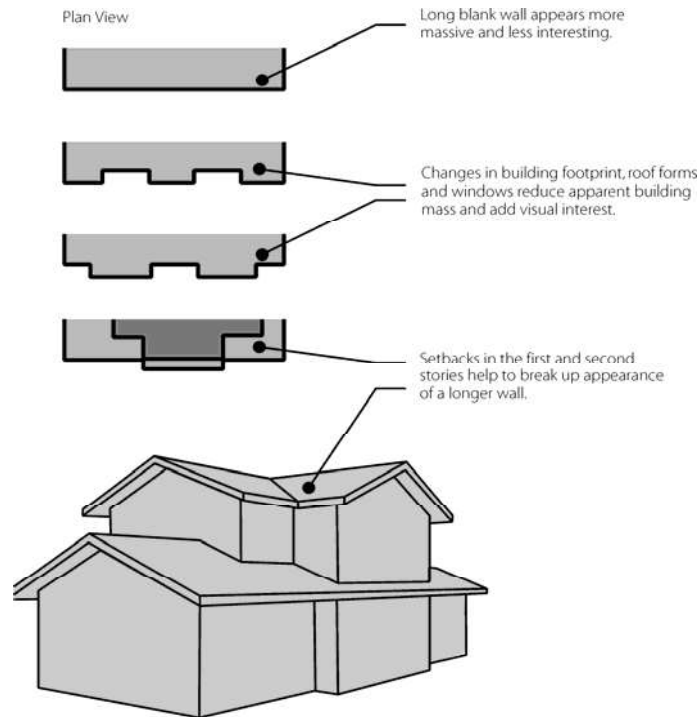 Plan View
Long blank wall appears more
massive and less interesting.
Changes in building footprint, roof forms
and windows reduce apparent building
mass and add visual interest.
Setbacks in the first and second
stories help to break up appearance
of a longer wall.